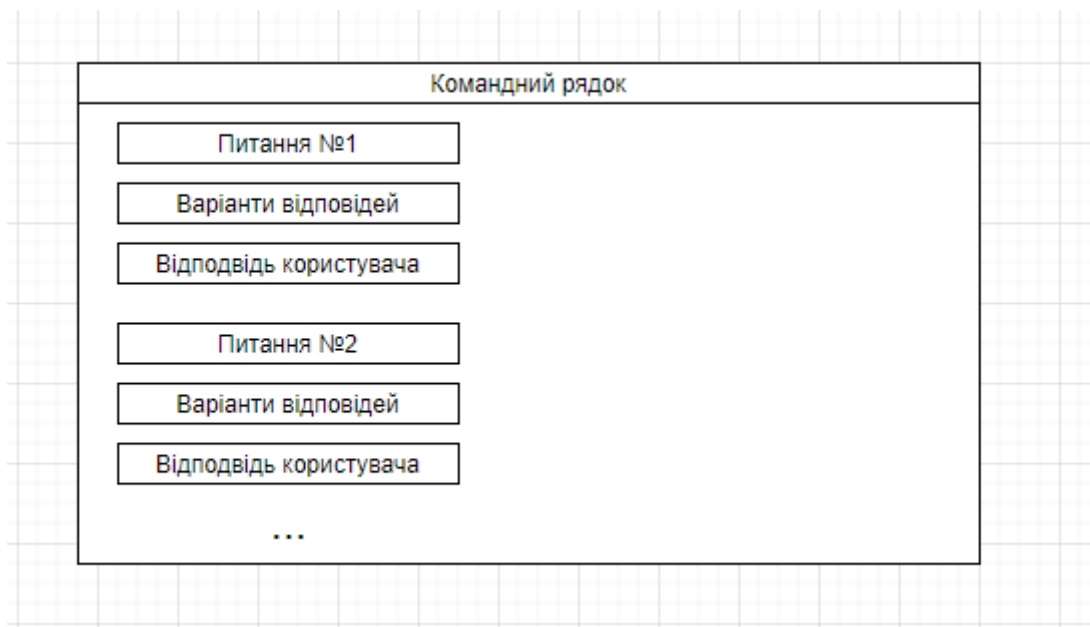 Командний рядок
Питання №1
Варіанти відповідей
Відподвідь користувача
Питання №2
Варіанти відповідей
Відподвідь користувача
...